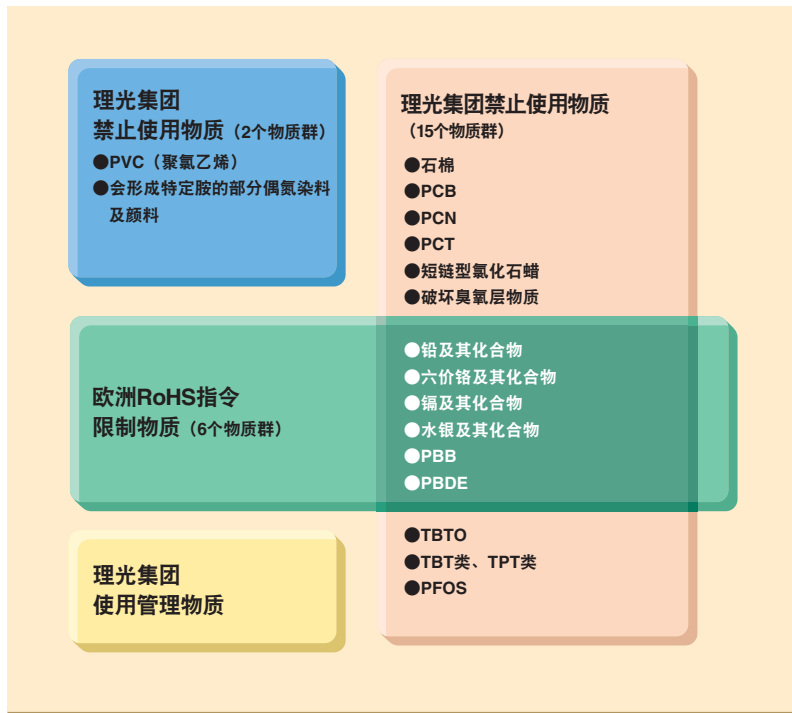 理光集团
禁止使用物质（2个物质群）
●PVC（聚氯乙烯）
●会形成特定胺的部分偶氮染料
及颜料
理光集团禁止使用物质
（15个物质群）
●石棉
●PCB
●PCN
●PCT
●短链型氯化石蜡
●破坏臭氧层物质
欧洲RoHS指令
限制物质（6个物质群）
●铅及其化合物
●六价铬及其化合物
●镉及其化合物
●水银及其化合物
●PBB
●PBDE
●TBTO
●TBT类、TPT类
●PFOS
理光集团
使用管理物质